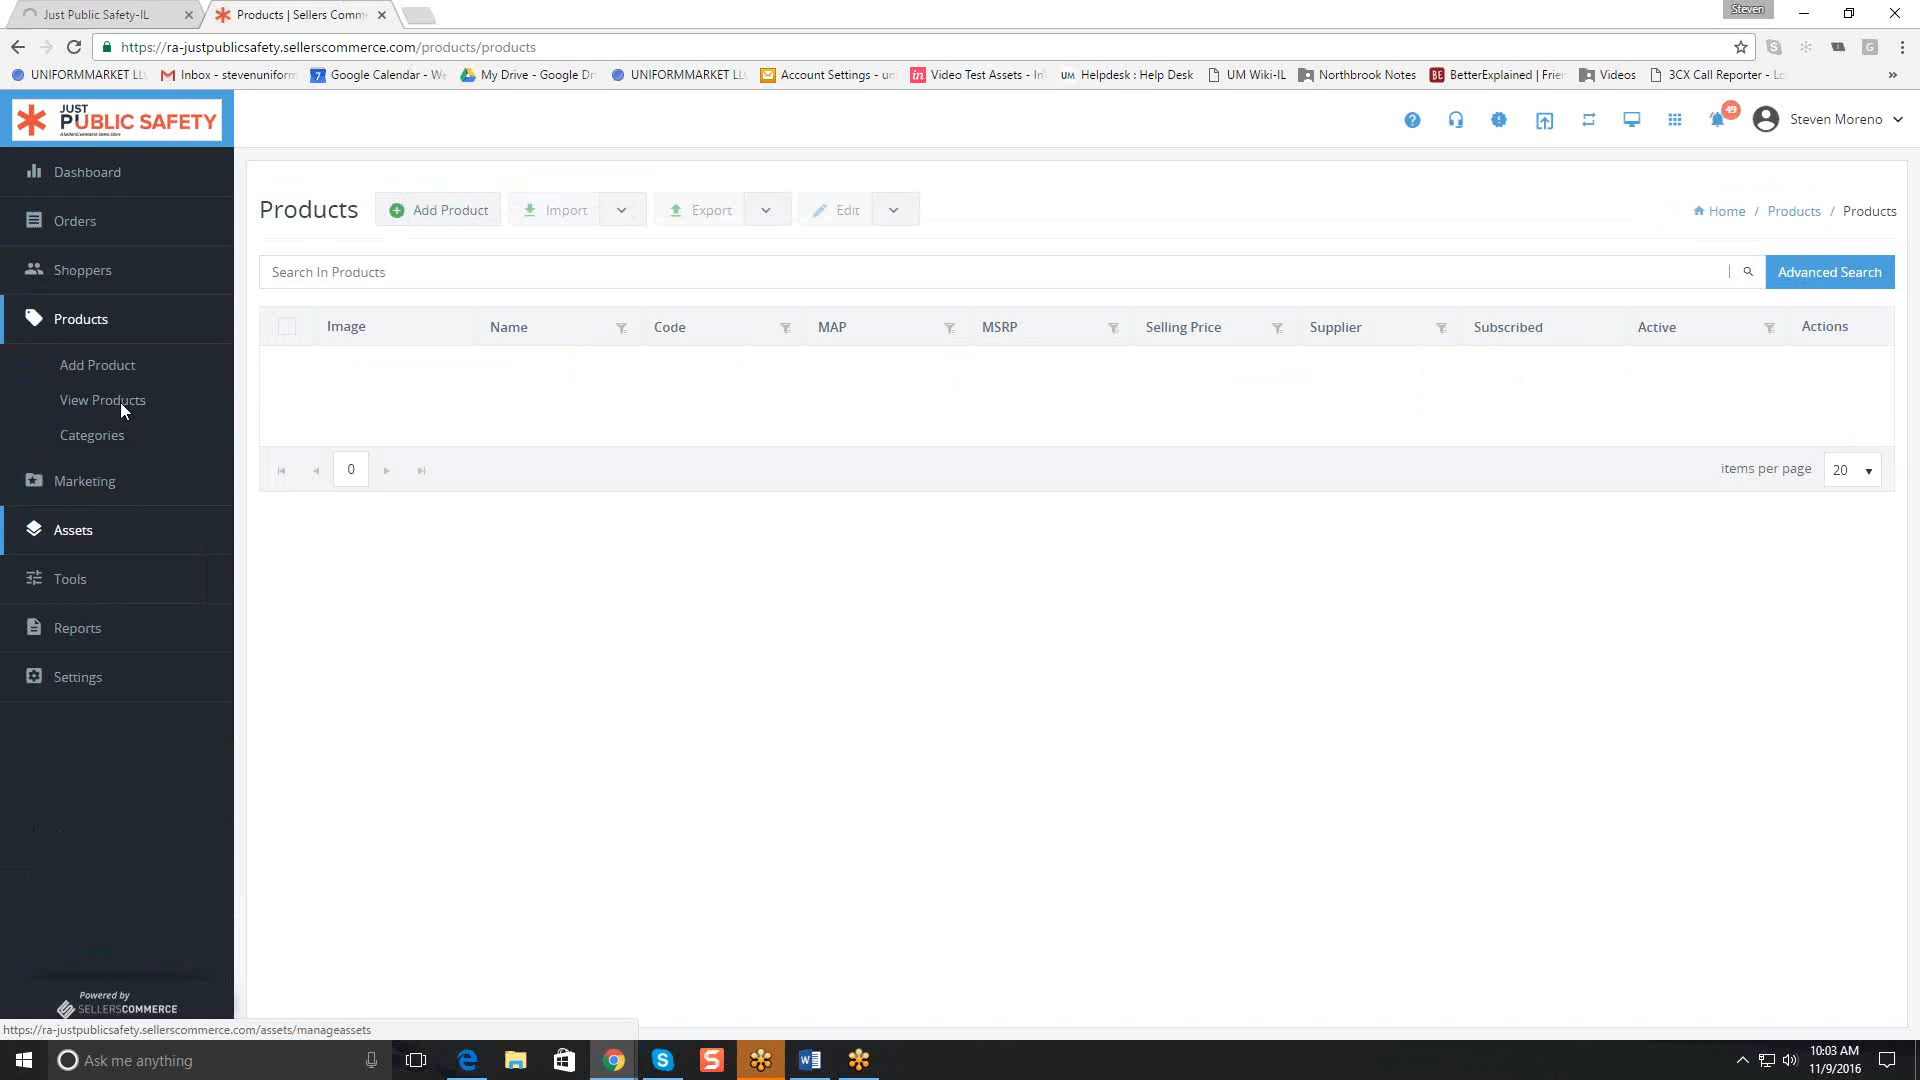 Just Public Safety-IL
Products | Sellers Comm
Steven
https://ra-justpublicsafety.sellerscommerce.com/products/products
UNIFORMMARKET LL
Inbox - stevenuniform
Google Calendar - We
My Drive - Google Dr
UNIFORMMARKET LL
Account Settings - un
Video Test Assets - In
Helpdesk : Help Desk
UM Wiki-IL
Northbrook Notes
BetterExplained | Frie
Videos
3CX Call Reporter - Lo
JUST
PUBLIC SAFETY
A SellersCommerce Demo Store
49
Steven Moreno
Dashboard
Orders
Shoppers
Products
Add Product
View Products
Categories
Marketing
Assets
Tools
Reports
Settings
Products
Add Product
Import
Export
Edit
Home / Products / Products
Search In Products
Advanced Search
Image Name Code MAP MSRP Selling Price Supplier Subscribed Active Actions
0
items per page 20
Powered by
SELLERSCOMMERCE
https://ra-justpublicsafety.sellerscommerce.com/assets/manageassets
Ask me anything
10:03 AM
11/9/2016